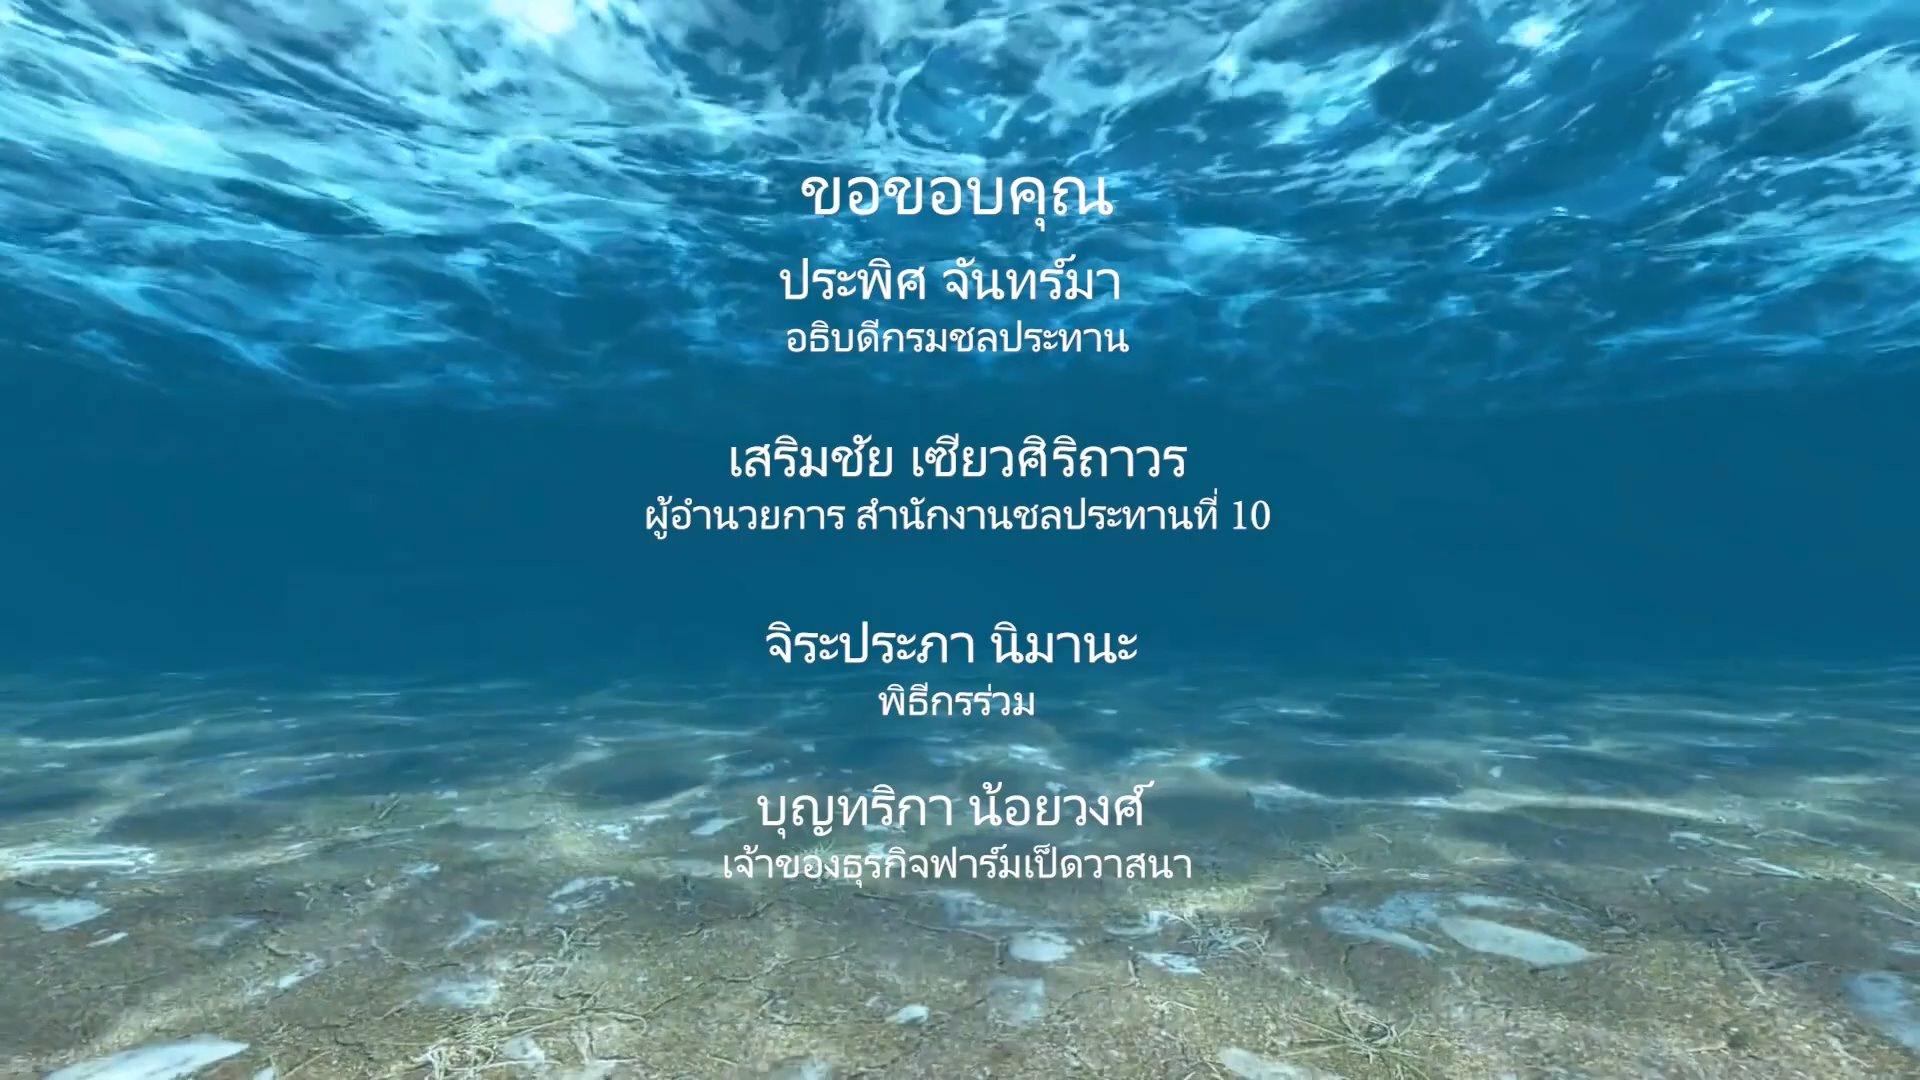 ขอขอบคุณ
ประพิศ จันทร์มา
อธิบดีกรมชลประทาน
เสริมชัย เซียวศิริถาวร
ผู้อำนวยการ สำนักงานชลประทานที่ 10
จิระประภา นิมานะ
พิธีกรร่วม
บุญทริกา น้อยวงศ์
เจ้าของธุรกิจฟาร์มเป็ดวาสนา